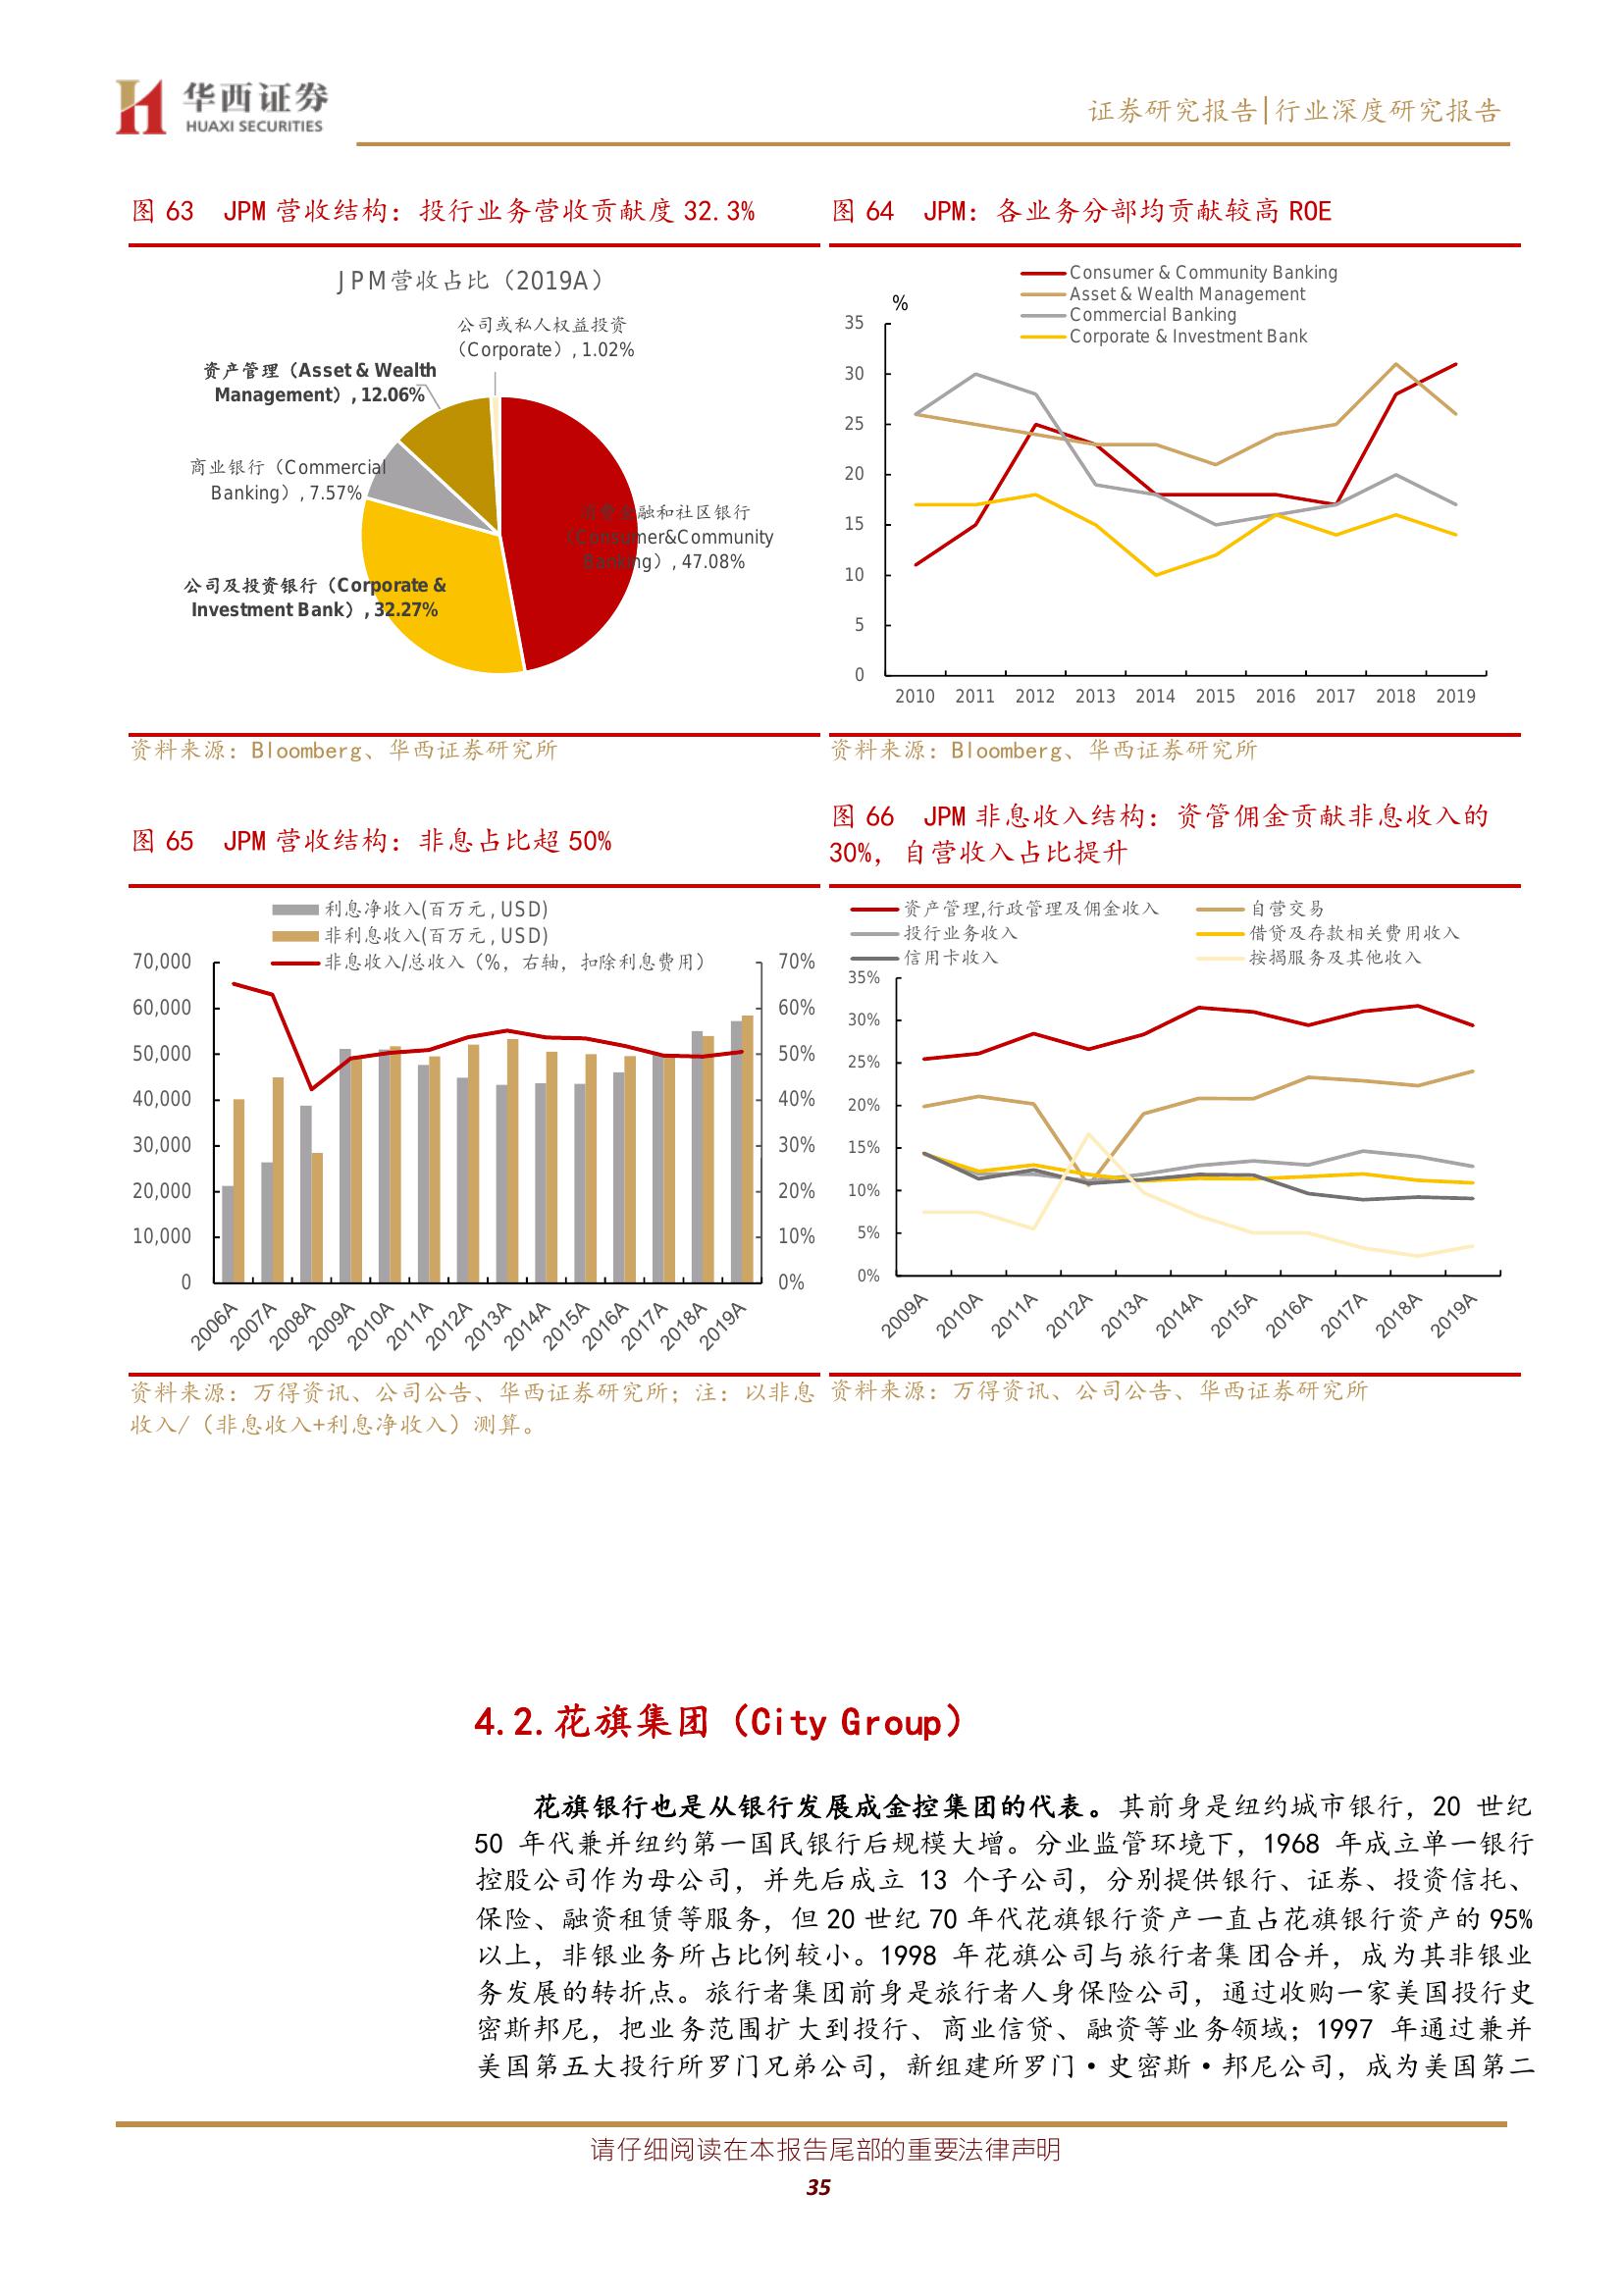 华西证券
HUAXI SECURITIES
证券研究报告|行业深度研究报告
图 63 JPM 营收结构：投行业务营收贡献度 32.3%
JPM营收占比（2019A）
公司或私人权益投资
（Corporate）, 1.02%
资产管理（Asset & Wealth
Management）, 12.06%
商业银行（Commercial
Banking）, 7.57%
消费金融和社区银行
（Consumer&Community
Banking）, 47.08%
公司及投资银行（Corporate &
Investment Bank）, 32.27%
资料来源：Bloomberg、华西证券研究所
图 64 JPM：各业务分部均贡献较高 ROE
Consumer & Community Banking
Asset & Wealth Management
Commercial Banking
Corporate & Investment Bank
%
35
30
25
20
15
10
5
0
2010 2011 2012 2013 2014 2015 2016 2017 2018 2019
资料来源：Bloomberg、华西证券研究所
图 65 JPM 营收结构：非息占比超 50%
利息净收入(百万元, USD)
非利息收入(百万元, USD)
非息收入/总收入（%，右轴，扣除利息费用）
70,000 70%
60,000 60%
50,000 50%
40,000 40%
30,000 30%
20,000 20%
10,000 10%
0 0%
2006A 2007A 2008A 2009A 2010A 2011A 2012A 2013A 2014A 2015A 2016A 2017A 2018A 2019A
资料来源：万得资讯、公司公告、华西证券研究所；注：以非息
收入/（非息收入+利息净收入）测算。
图 66 JPM 非息收入结构：资管佣金贡献非息收入的
30%，自营收入占比提升
资产管理,行政管理及佣金收入 自营交易
投行业务收入 借贷及存款相关费用收入
信用卡收入 按揭服务及其他收入
35%
30%
25%
20%
15%
10%
5%
0%
2009A 2010A 2011A 2012A 2013A 2014A 2015A 2016A 2017A 2018A 2019A
资料来源：万得资讯、公司公告、华西证券研究所
4.2.花旗集团（City Group）
花旗银行也是从银行发展成金控集团的代表。其前身是纽约城市银行，20 世纪
50 年代兼并纽约第一国民银行后规模大增。分业监管环境下，1968 年成立单一银行
控股公司作为母公司，并先后成立 13 个子公司，分别提供银行、证券、投资信托、
保险、融资租赁等服务，但 20 世纪 70 年代花旗银行资产一直占花旗银行资产的 95%
以上，非银业务所占比例较小。1998 年花旗公司与旅行者集团合并，成为其非银业
务发展的转折点。旅行者集团前身是旅行者人身保险公司，通过收购一家美国投行史
密斯邦尼，把业务范围扩大到投行、商业信贷、融资等业务领域；1997 年通过兼并
美国第五大投行所罗门兄弟公司，新组建所罗门·史密斯·邦尼公司，成为美国第二
请仔细阅读在本报告尾部的重要法律声明
35